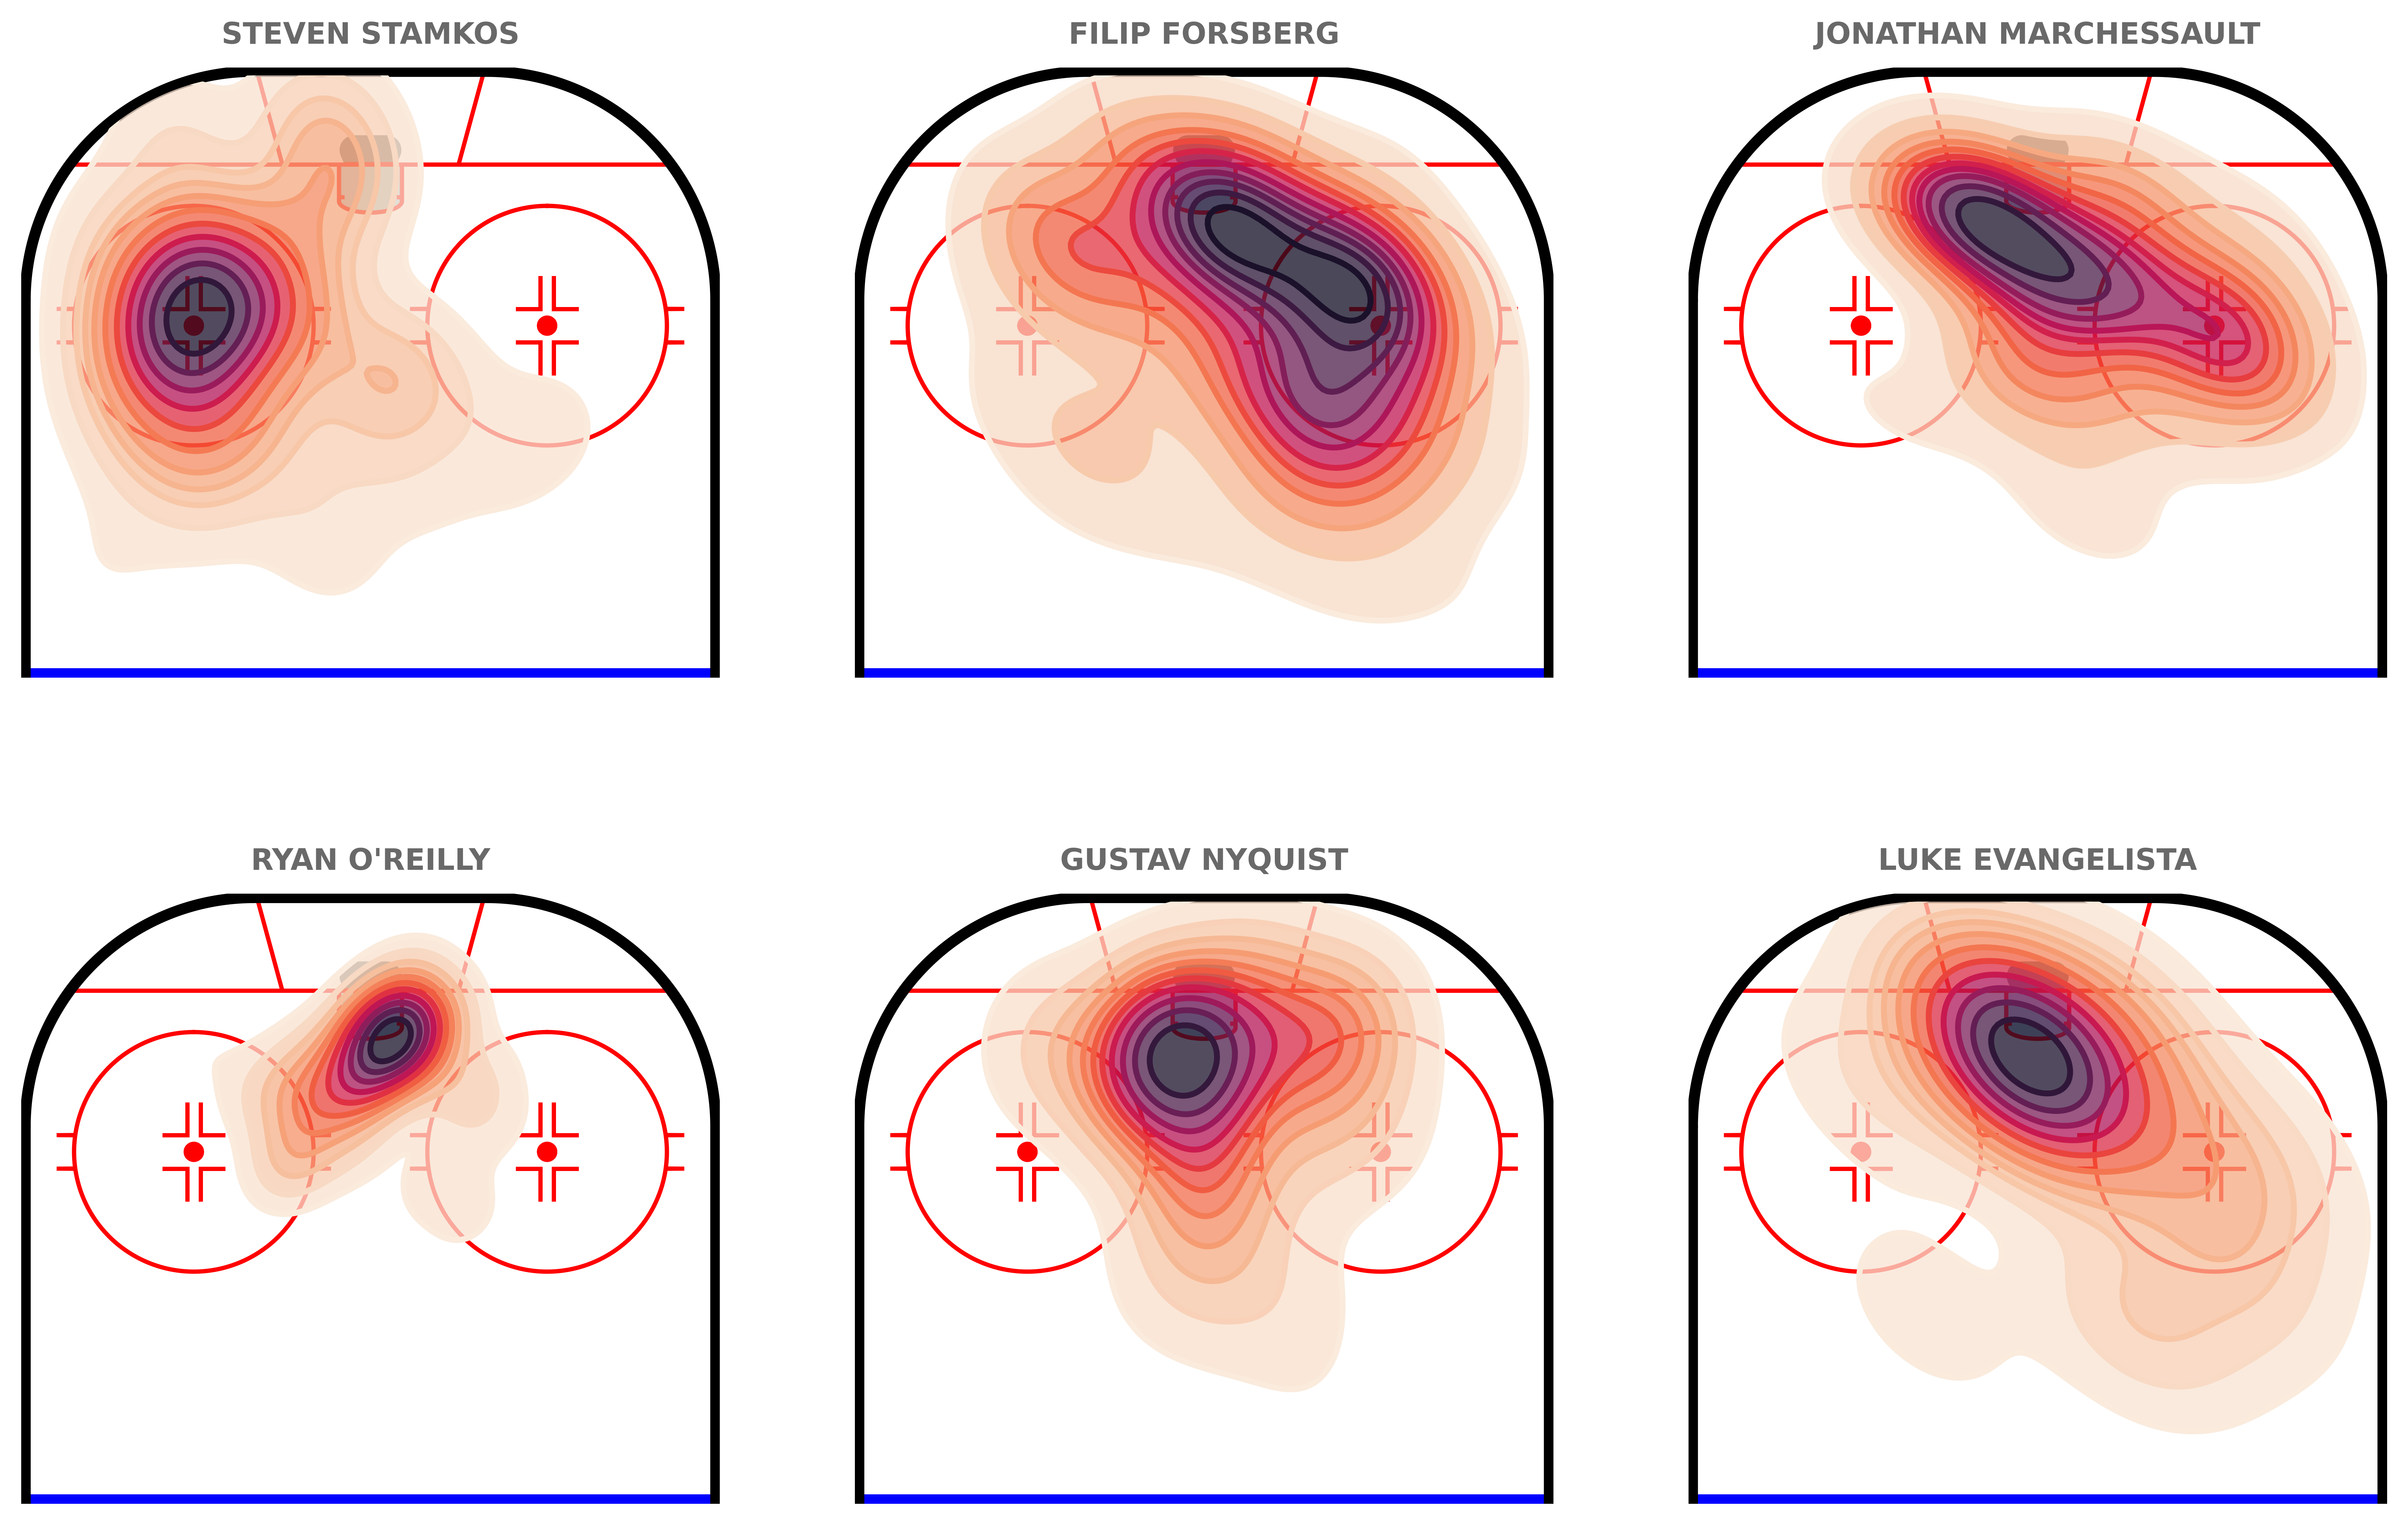 STEVEN STAMKOS
FILIP FORSBERG
JONATHAN MARCHESSAULT
RYAN O'REILLY
GUSTAV NYQUIST
LUKE EVANGELISTA